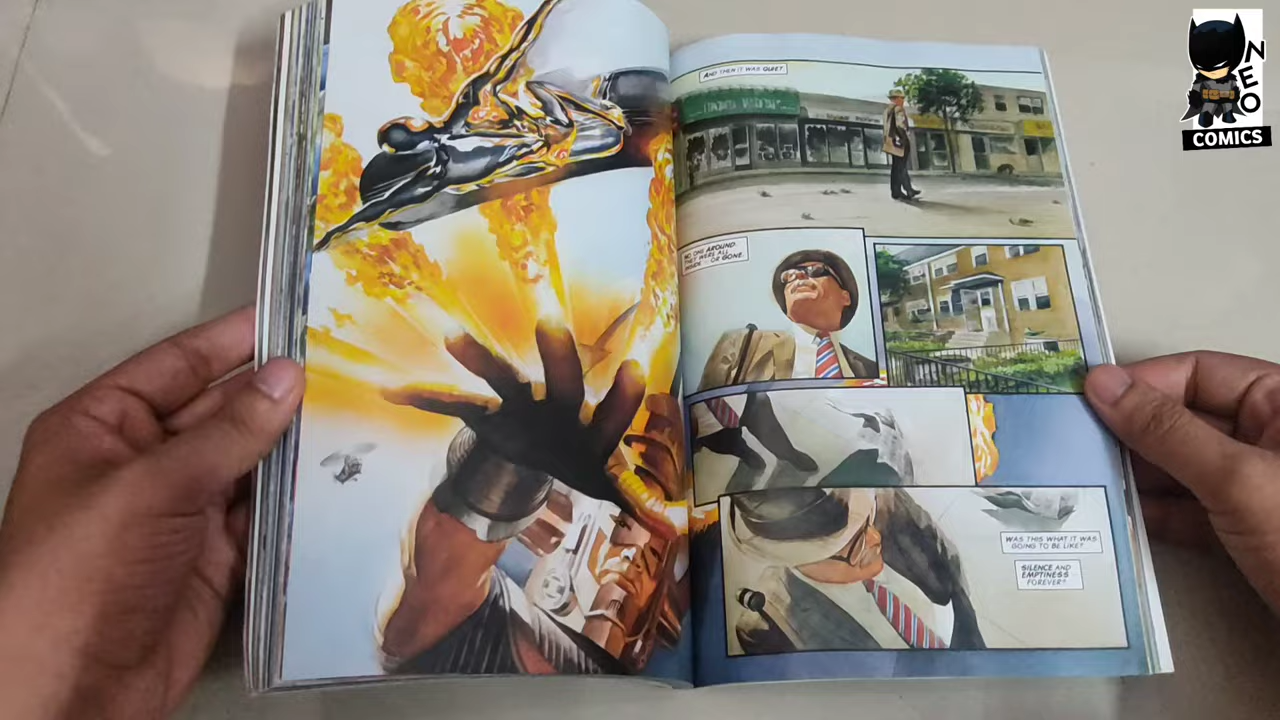 AND THEN IT WAS QUIET.
NO ONE AROUND.
THEY WERE ALL
INSIDE -- OR GONE.
WAS THIS WHAT IT WAS
GOING TO BE LIKE?
SILENCE AND
EMPTINESS
FOREVER?
NEO
COMICS